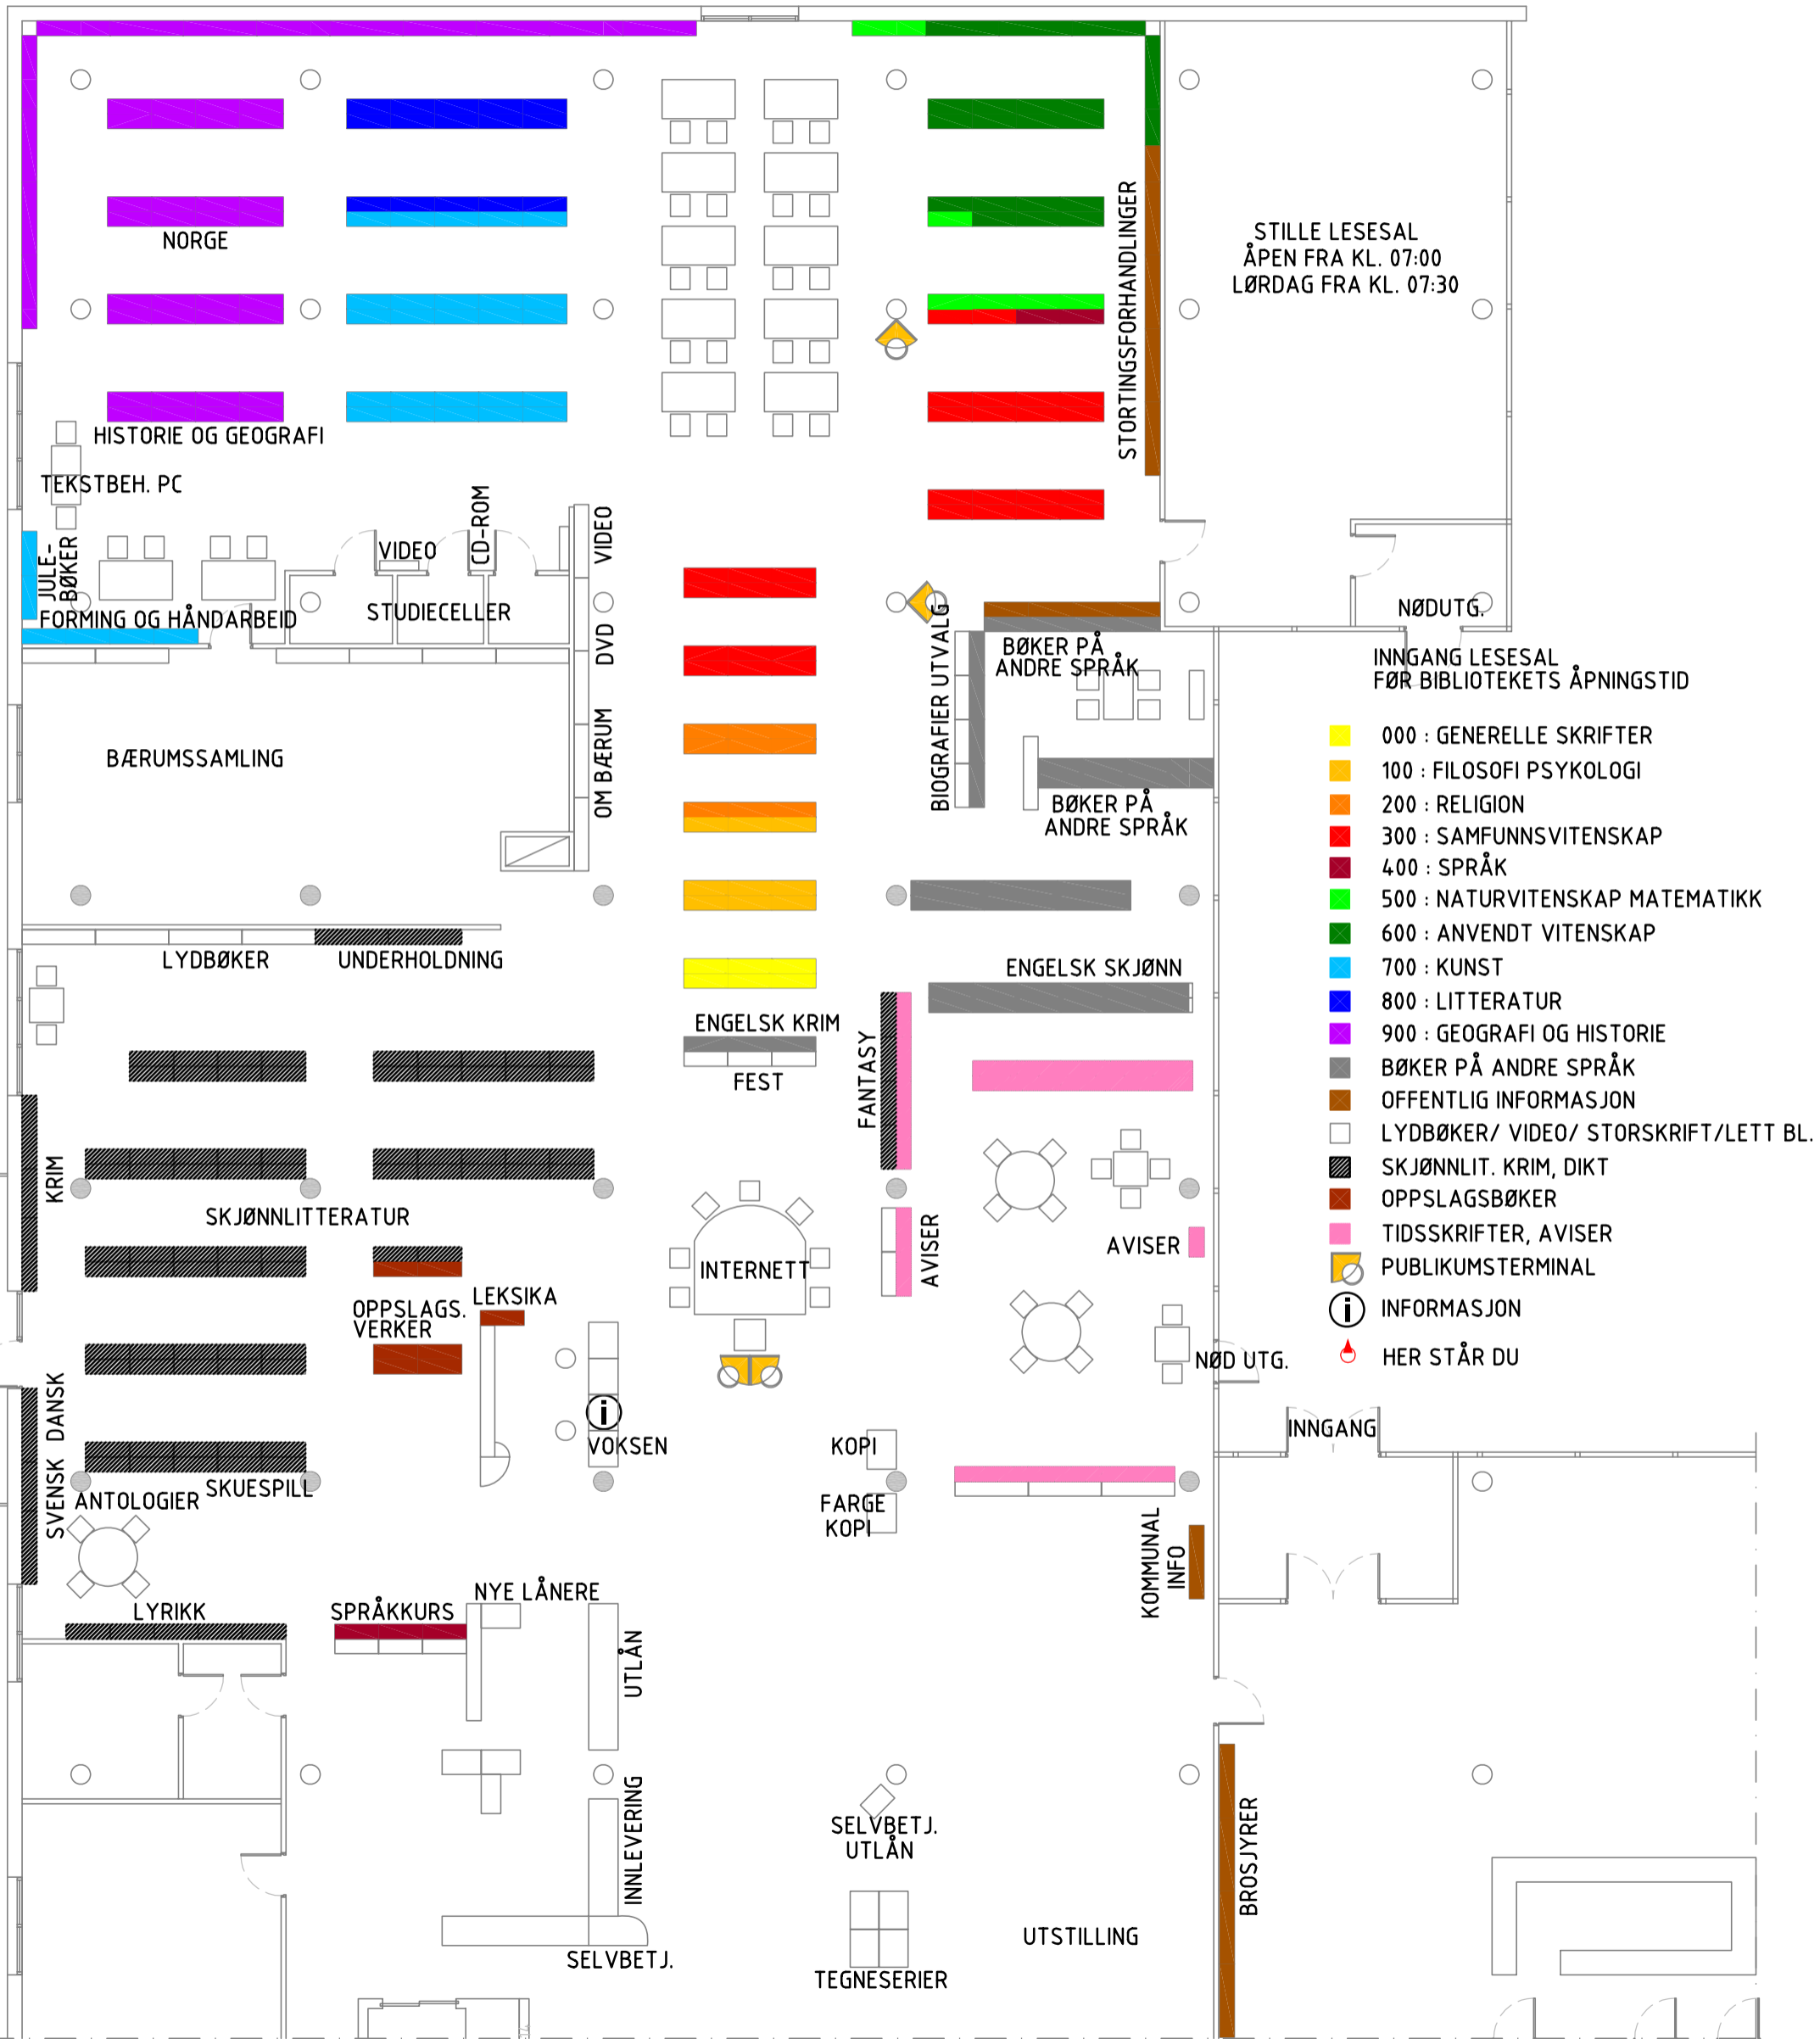 NORGE
HISTORIE OG GEOGRAFI
TEKSTBEH. PC
JULE-
BØKER
FORMING OG HÅNDARBEID
VIDEO
CD-ROM
STUDIECELLER
VIDEO
DVD
OM BÆRUM
BÆRUMSSAMLING
STORTINGSFORHANDLINGER
STILLE LESESAL
ÅPEN FRA KL. 07:00
LØRDAG FRA KL. 07:30
NØDUTG.
INNGANG LESESAL
FØR BIBLIOTEKETS ÅPNINGSTID
BIOGRAFIER UTVALG
BØKER PÅ
ANDRE SPRÅK
BØKER PÅ
ANDRE SPRÅK
000 : GENERELLE SKRIFTER
100 : FILOSOFI PSYKOLOGI
200 : RELIGION
300 : SAMFUNNSVITENSKAP
400 : SPRÅK
500 : NATURVITENSKAP MATEMATIKK
600 : ANVENDT VITENSKAP
700 : KUNST
800 : LITTERATUR
900 : GEOGRAFI OG HISTORIE
BØKER PÅ ANDRE SPRÅK
OFFENTLIG INFORMASJON
LYDBØKER/ VIDEO/ STORSKRIFT/LETT BL.
SKJØNNLIT. KRIM, DIKT
OPPSLAGSBØKER
TIDSSKRIFTER, AVISER
PUBLIKUMSTERMINAL
i INFORMASJON
HER STÅR DU
LYDBØKER
UNDERHOLDNING
ENGELSK SKJØNN
ENGELSK KRIM
FEST
FANTASY
KRIM
SKJØNNLITTERATUR
INTERNETT
AVISER
AVISER
LEKSIKA
OPPSLAGS.
VERKER
NØD UTG.
i
VOKSEN
SVENSK DANSK
SKUESPILL
ANTOLOGIER
KOPI
FARGE
KOPI
INNGANG
KOMMUNAL
INFO
LYRIKK
SPRÅKKURS
NYE LÅNERE
UTLÅN
INNLEVERING
SELVBETJ.
SELVBETJ.
UTLÅN
TEGNESERIER
UTSTILLING
BROSJYRER